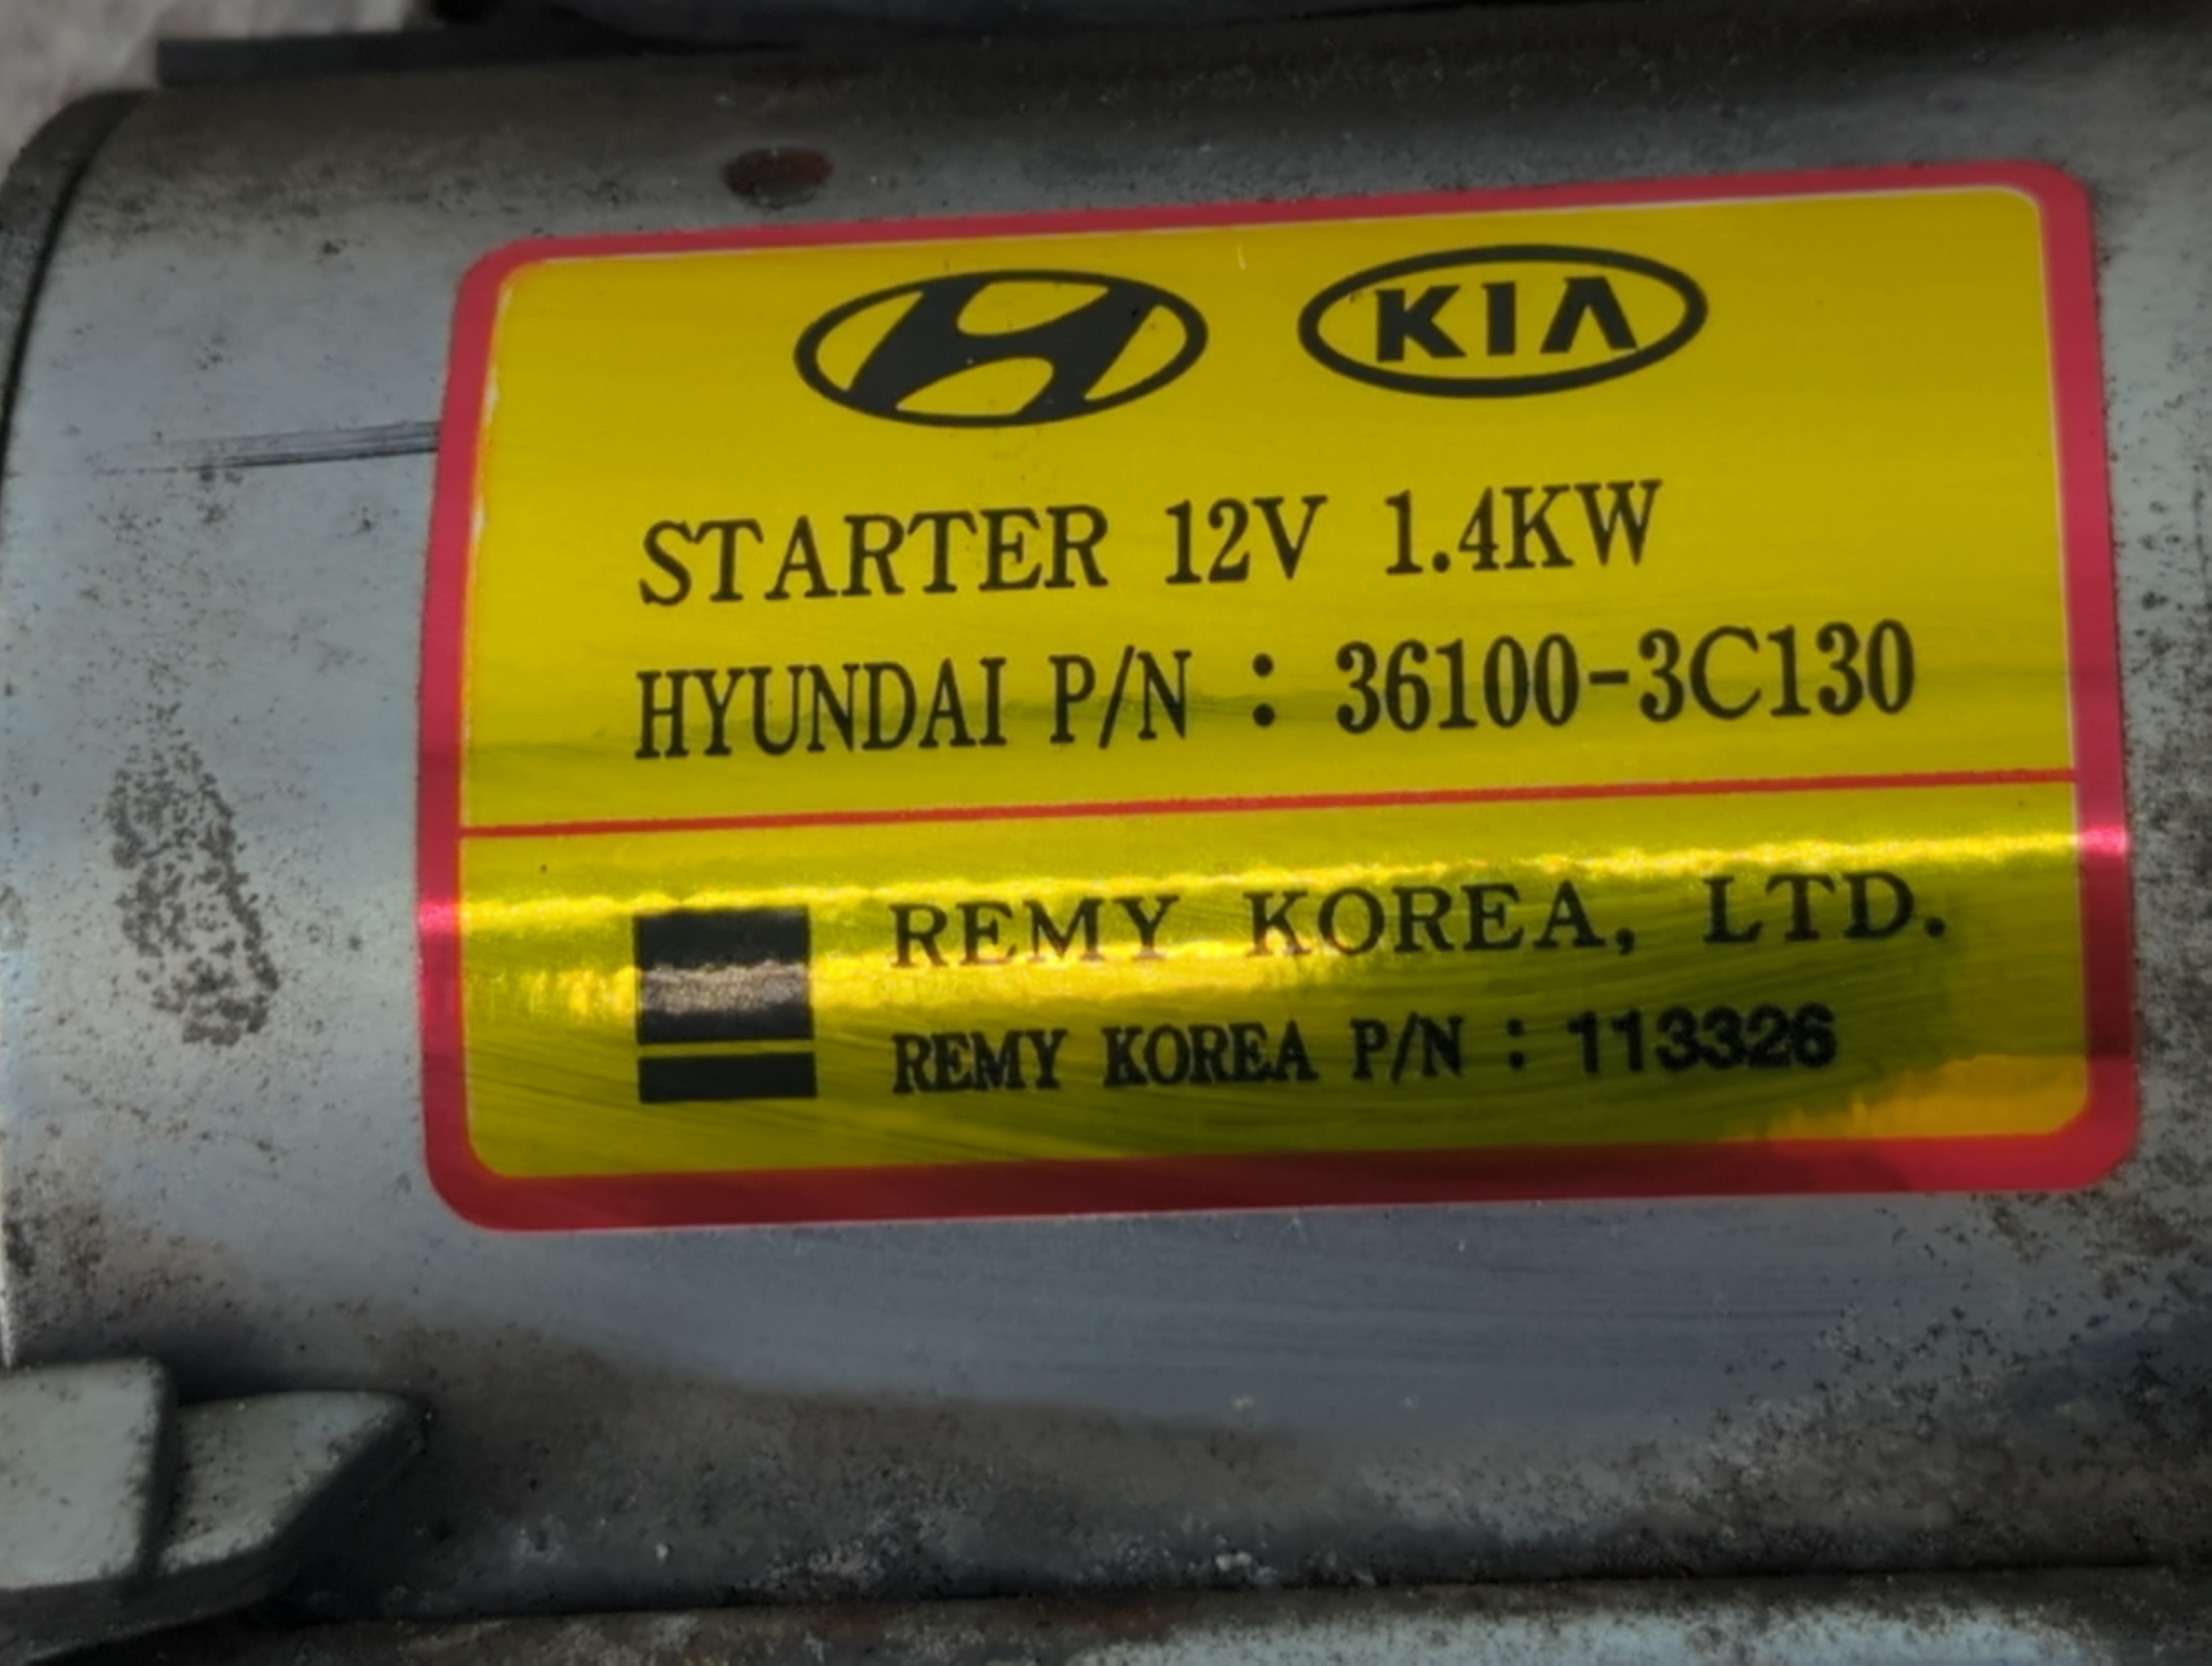 KIA
STARTER 12V 1.4KW
HYUNDAI P/N : 36100-3C130
REMY KOREA, LTD.
REMY KOREA P/N : 113326